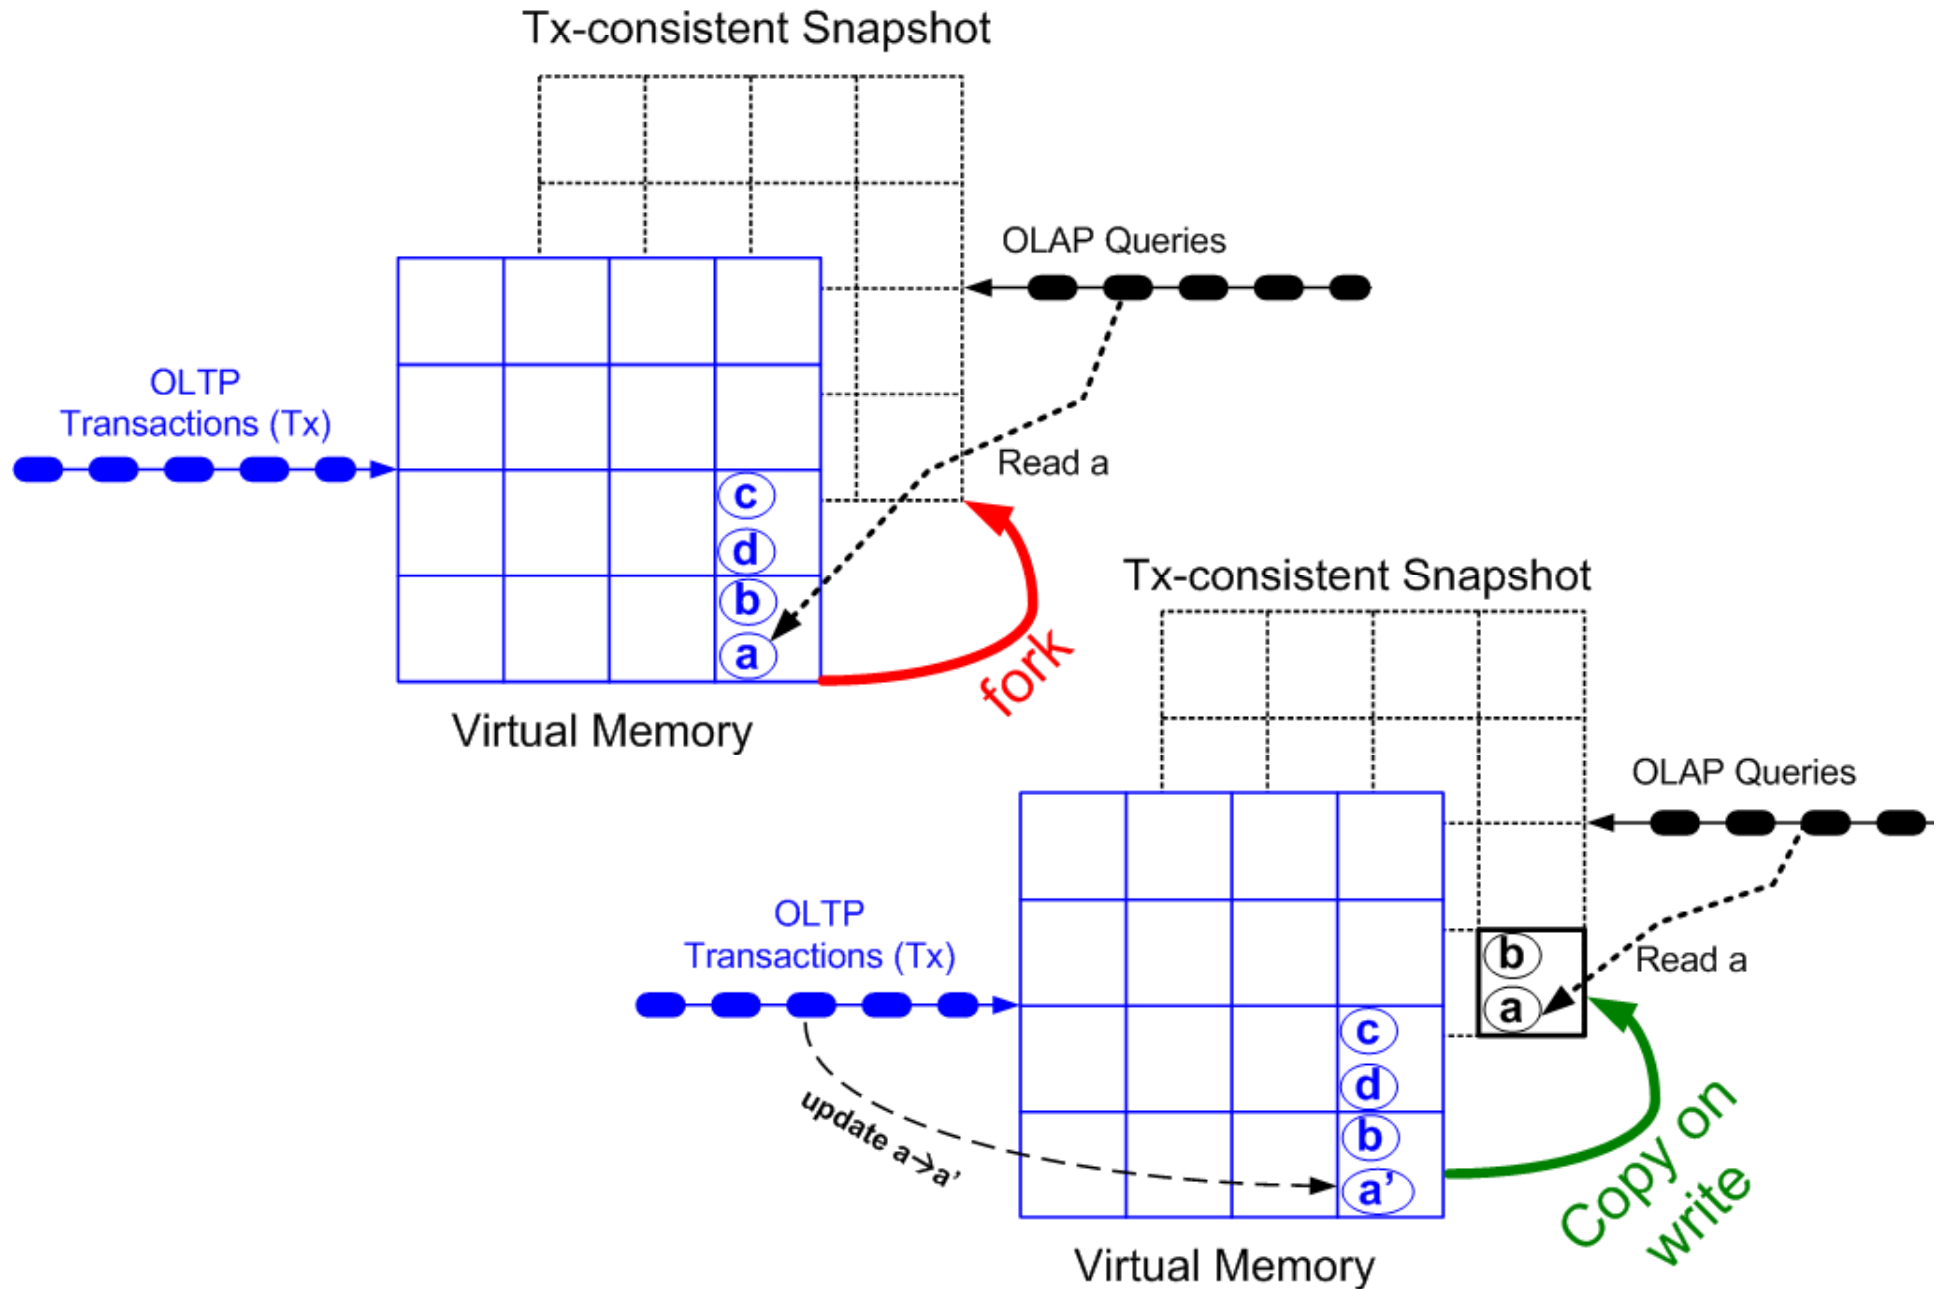 Tx-consistent Snapshot
OLAP Queries
OLTP
Transactions (Tx)
Read a
c
d
b
a
fork
Virtual Memory
Tx-consistent Snapshot
OLAP Queries
OLTP
Transactions (Tx)
b
Read a
a
c
d
b
a’
update a→a’
Copy on
write
Virtual Memory